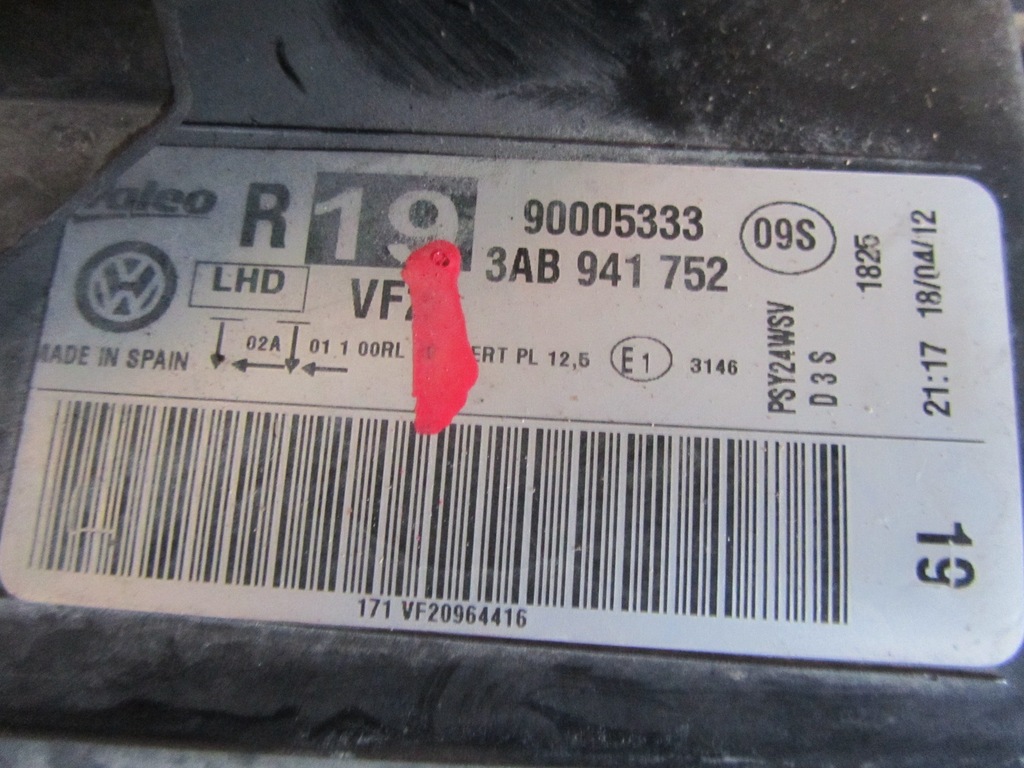 Valeo R 19 90005333 09S
LHD 3AB 941 752
MADE IN SPAIN 02A 01 1 00RL PL 12,5 E1 3146
PSY24WSV
D3S
1825
21:17 18/04/12
171 VF20964416
19